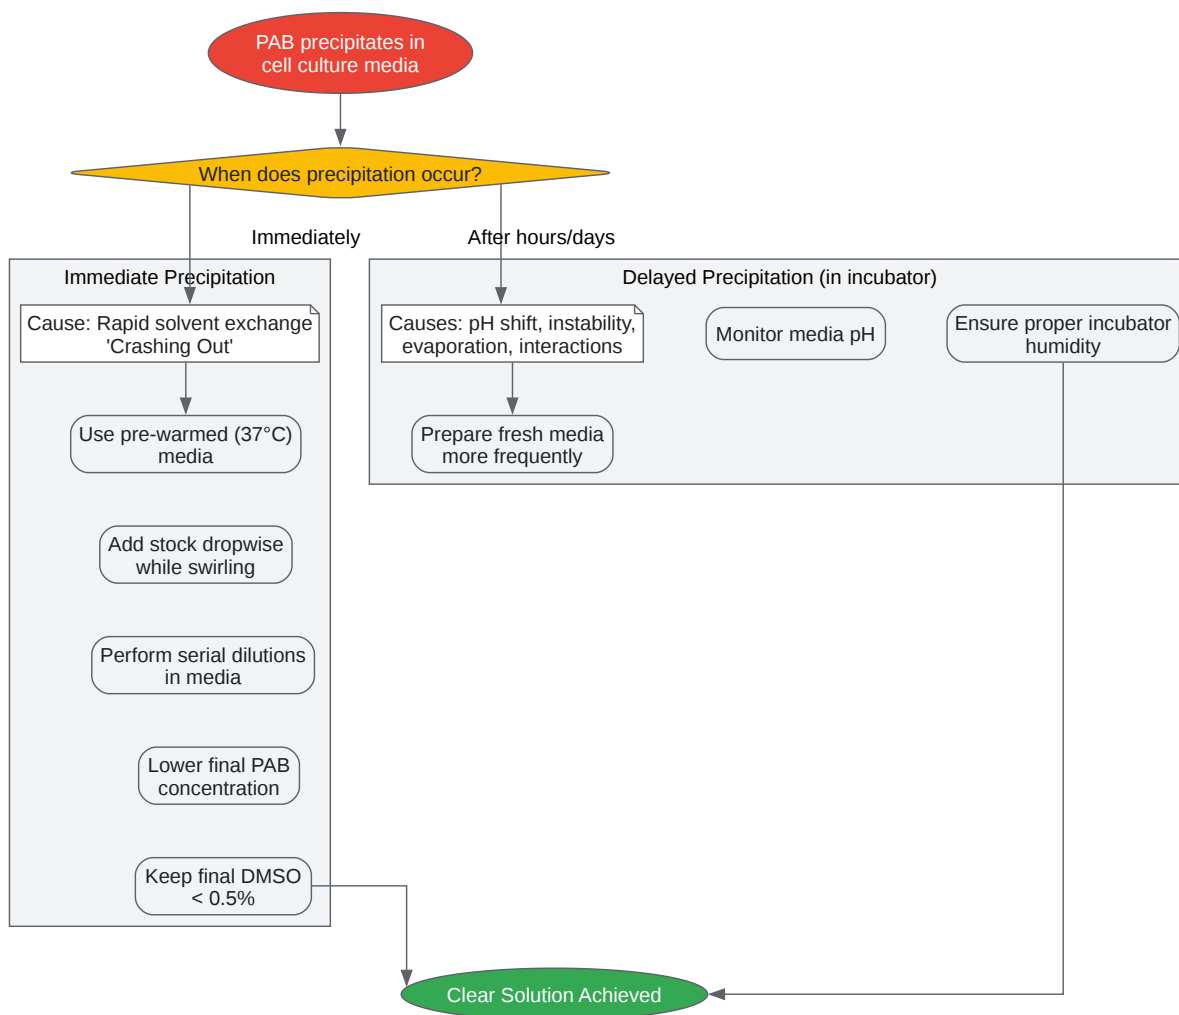 PAB precipitates in
cell culture media
When does precipitation occur?
Immediately
After hours/days
Immediate Precipitation
Cause: Rapid solvent exchange
'Crashing Out'
Use pre-warmed (37°C)
media
Add stock dropwise
while swirling
Perform serial dilutions
in media
Lower final PAB
concentration
Keep final DMSO
< 0.5%
Delayed Precipitation (in incubator)
Causes: pH shift, instability,
evaporation, interactions
Monitor media pH
Ensure proper incubator
humidity
Prepare fresh media
more frequently
Clear Solution Achieved